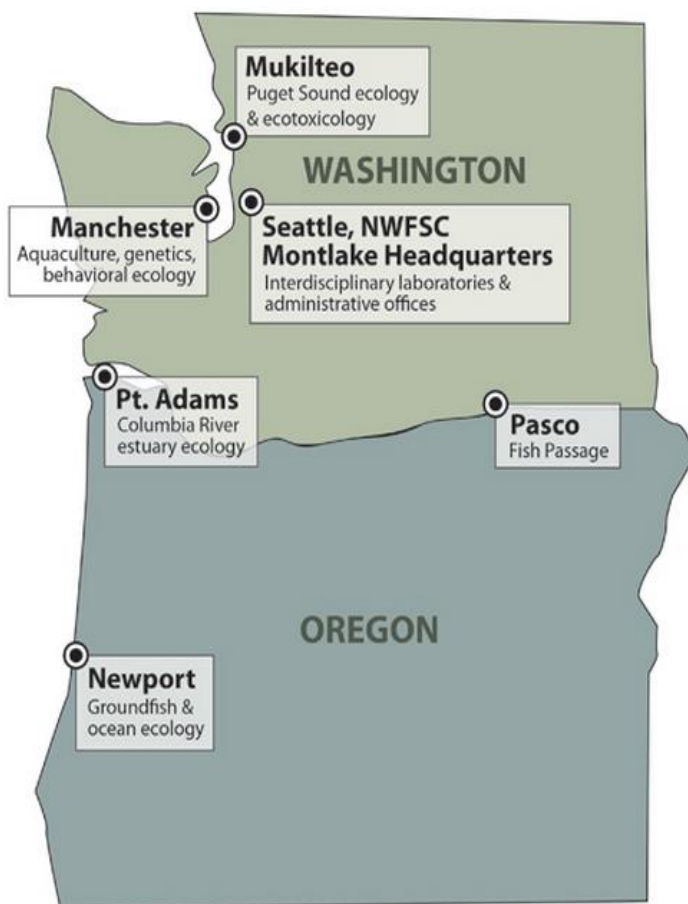 Mukilteo
Puget Sound ecology
& ecotoxicology
WASHINGTON
Manchester
Aquaculture, genetics,
behavioral ecology
Seattle, NWFSC
Montlake Headquarters
Interdisciplinary laboratories &
administrative offices
Pt. Adams
Columbia River
estuary ecology
Pasco
Fish Passage
OREGON
Newport
Groundfish &
ocean ecology